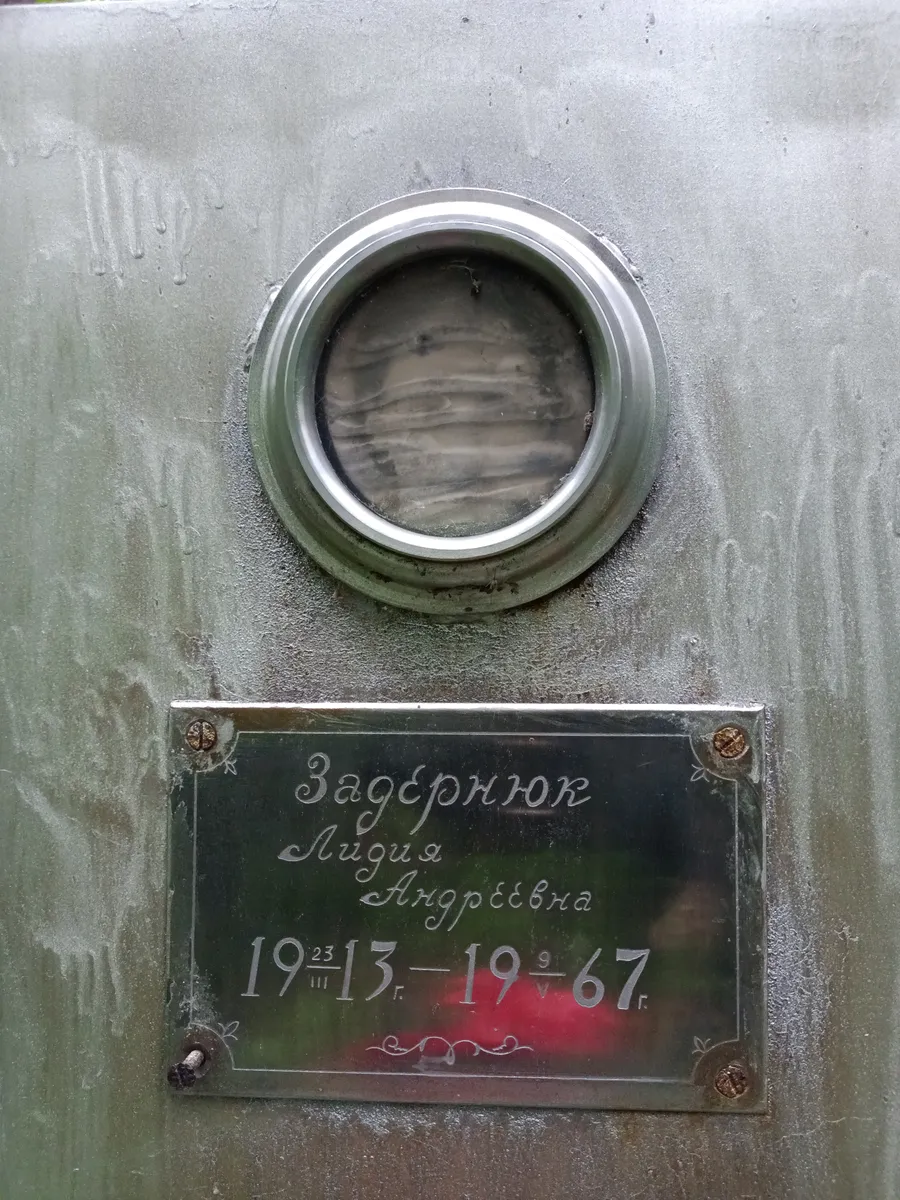 Задернюк
Лидия
Андреевна
19 23/III 13г. — 19 9/V 67г.